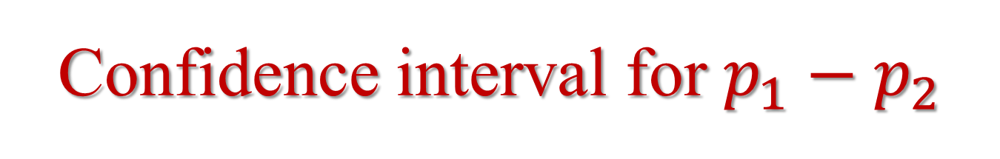 Confidence interval for 𝑝₁ − 𝑝₂